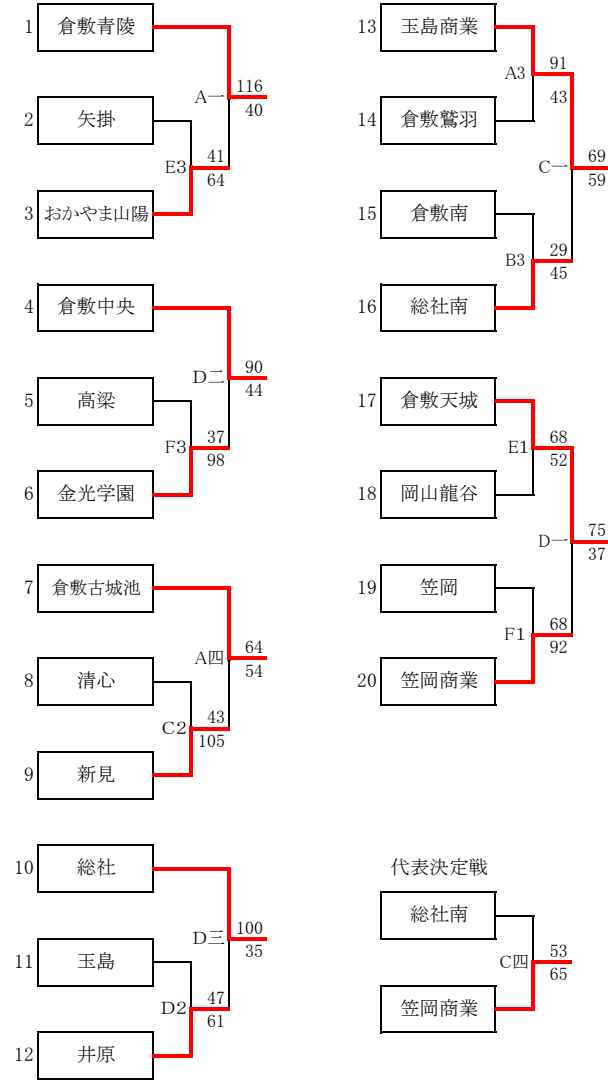 1 倉敷青陵
A一 116
40
2 矢掛
E3 41
64
3 おかやま山陽
4 倉敷中央
D二 90
44
5 高梁
F3 37
98
6 金光学園
7 倉敷古城池
A四 64
54
8 清心
C2 43
105
9 新見
10 総社
D三 100
35
11 玉島
D2 47
61
12 井原
13 玉島商業
A3 91
43
14 倉敷鷲羽
C一 69
59
15 倉敷南
B3 29
45
16 総社南
17 倉敷天城
E1 68
52
18 岡山龍谷
D一 75
37
19 笠岡
F1 68
92
20 笠岡商業
代表決定戦
総社南
C四 53
65
笠岡商業